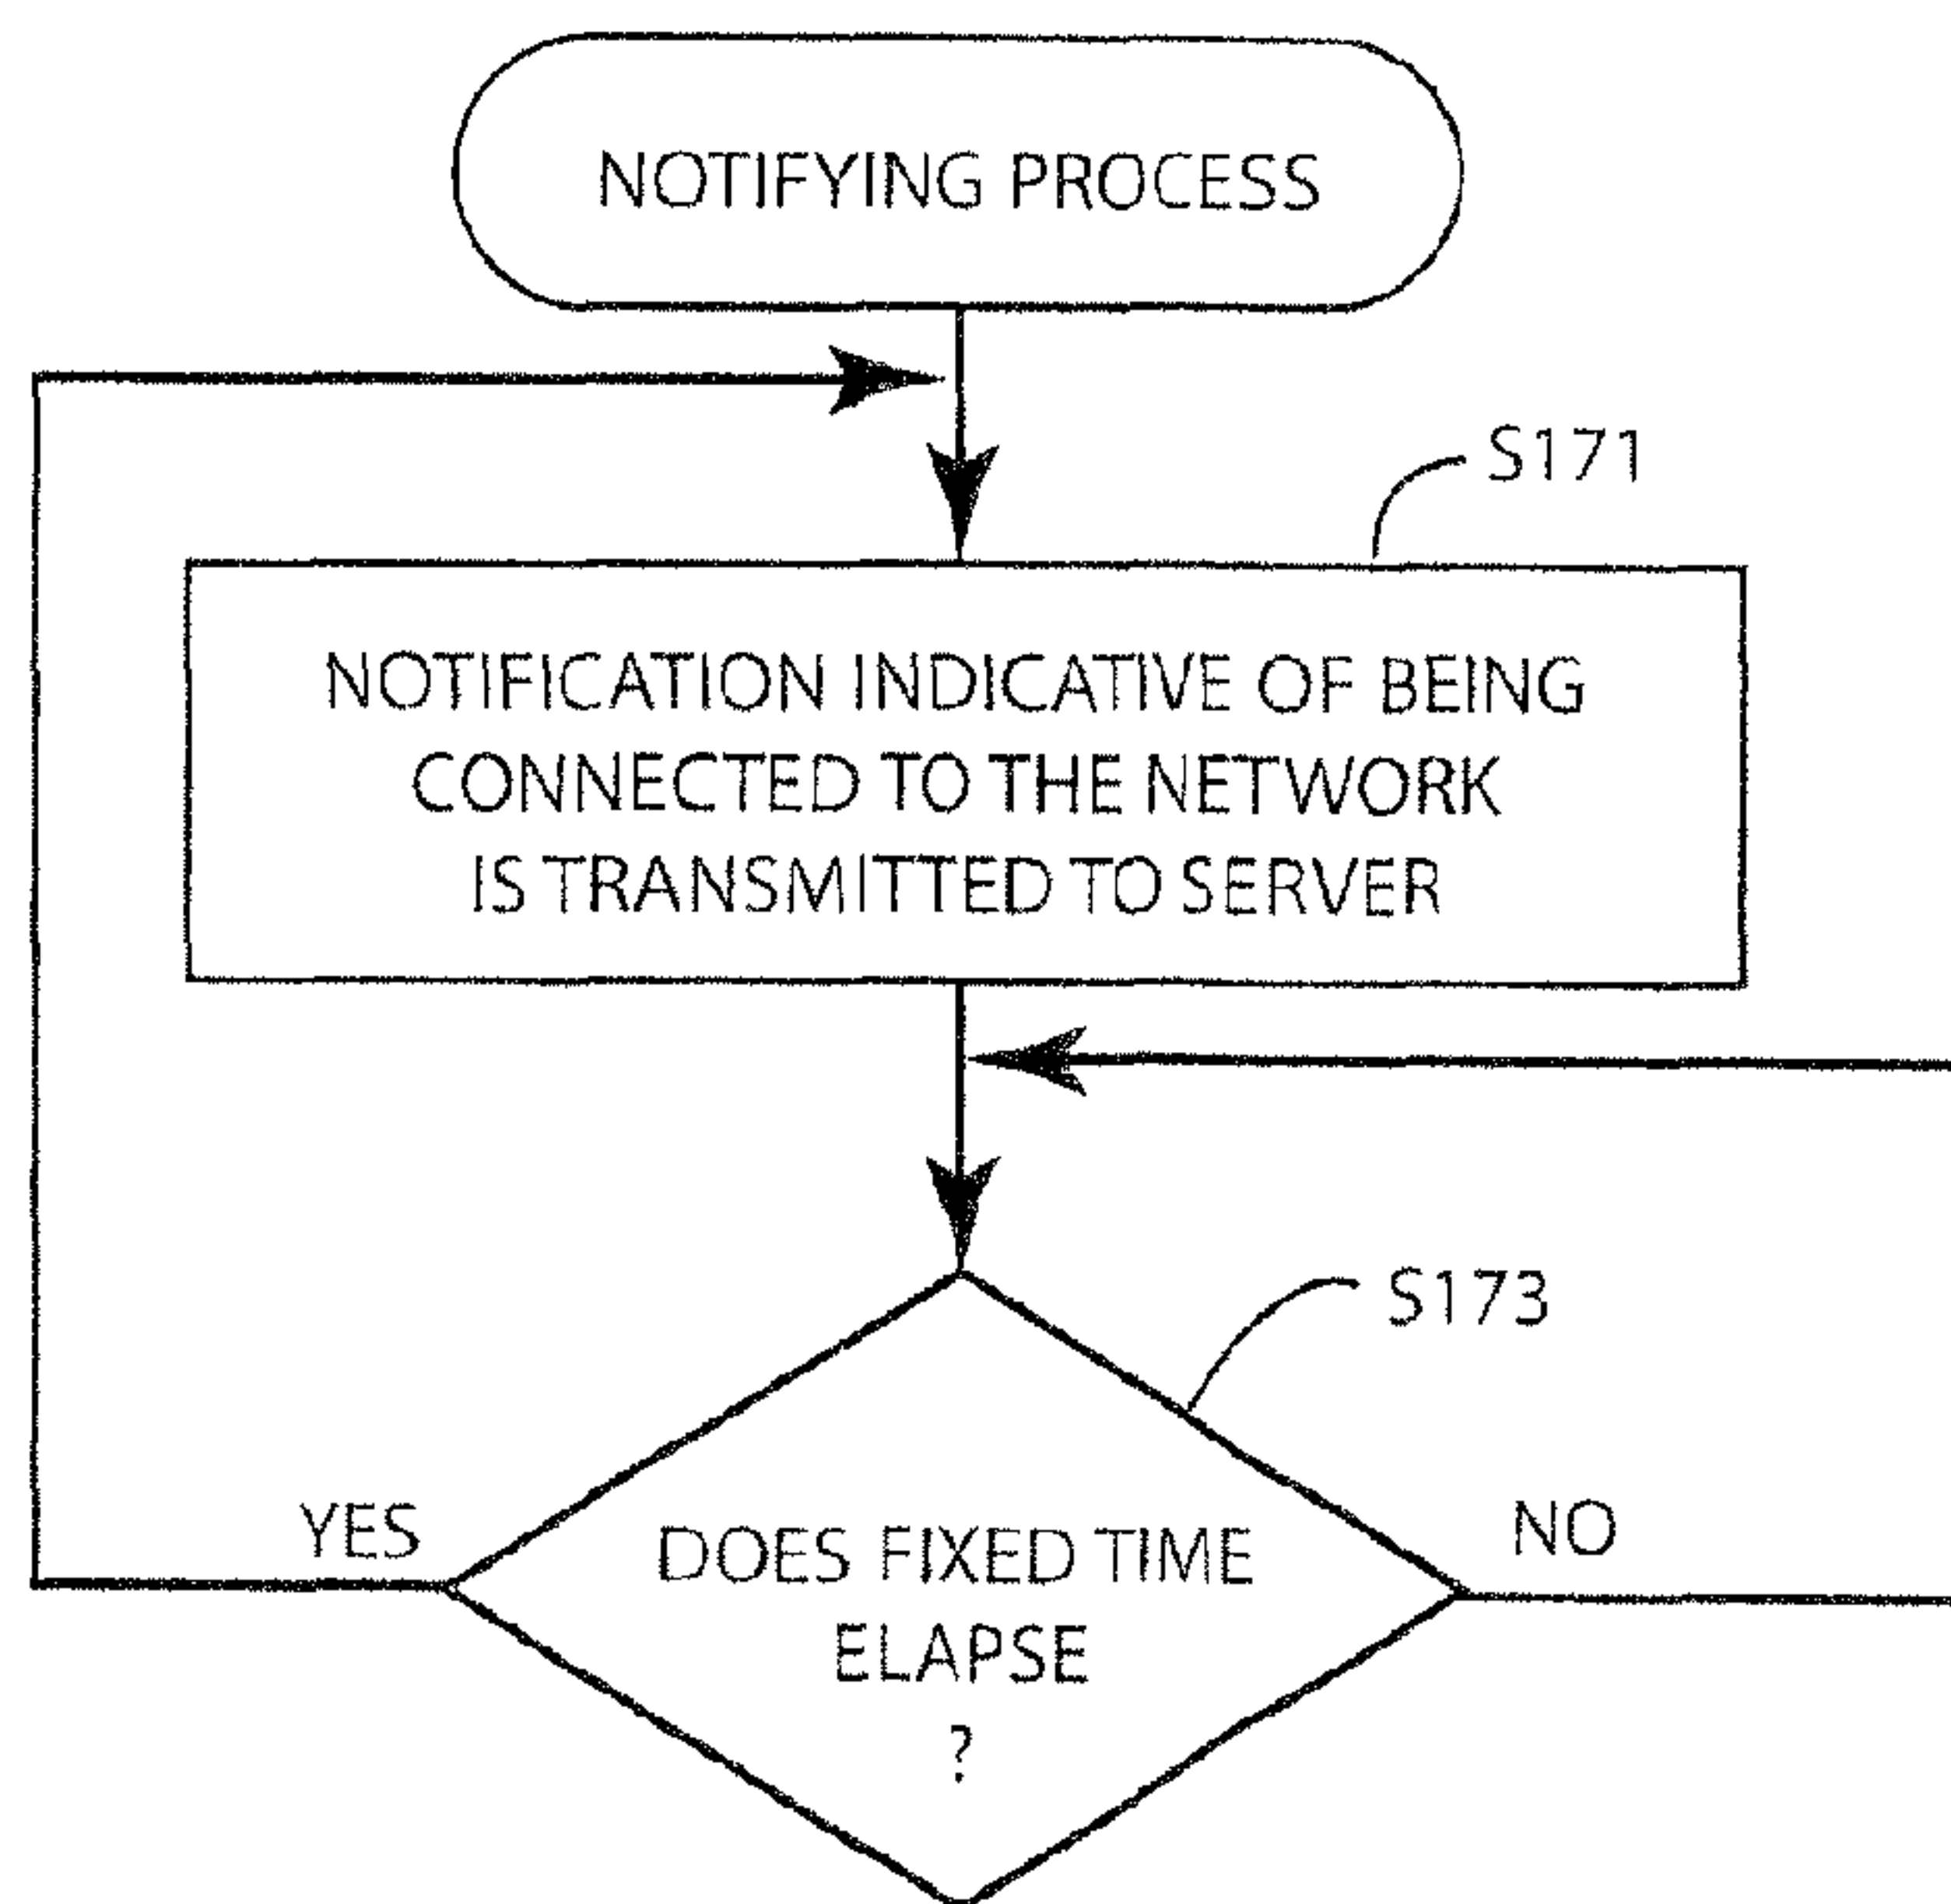 NOTIFYING PROCESS
S171
NOTIFICATION INDICATIVE OF BEING
CONNECTED TO THE NETWORK
IS TRANSMITTED TO SERVER
S173
YES
NO
DOES FIXED TIME
ELAPSE
?